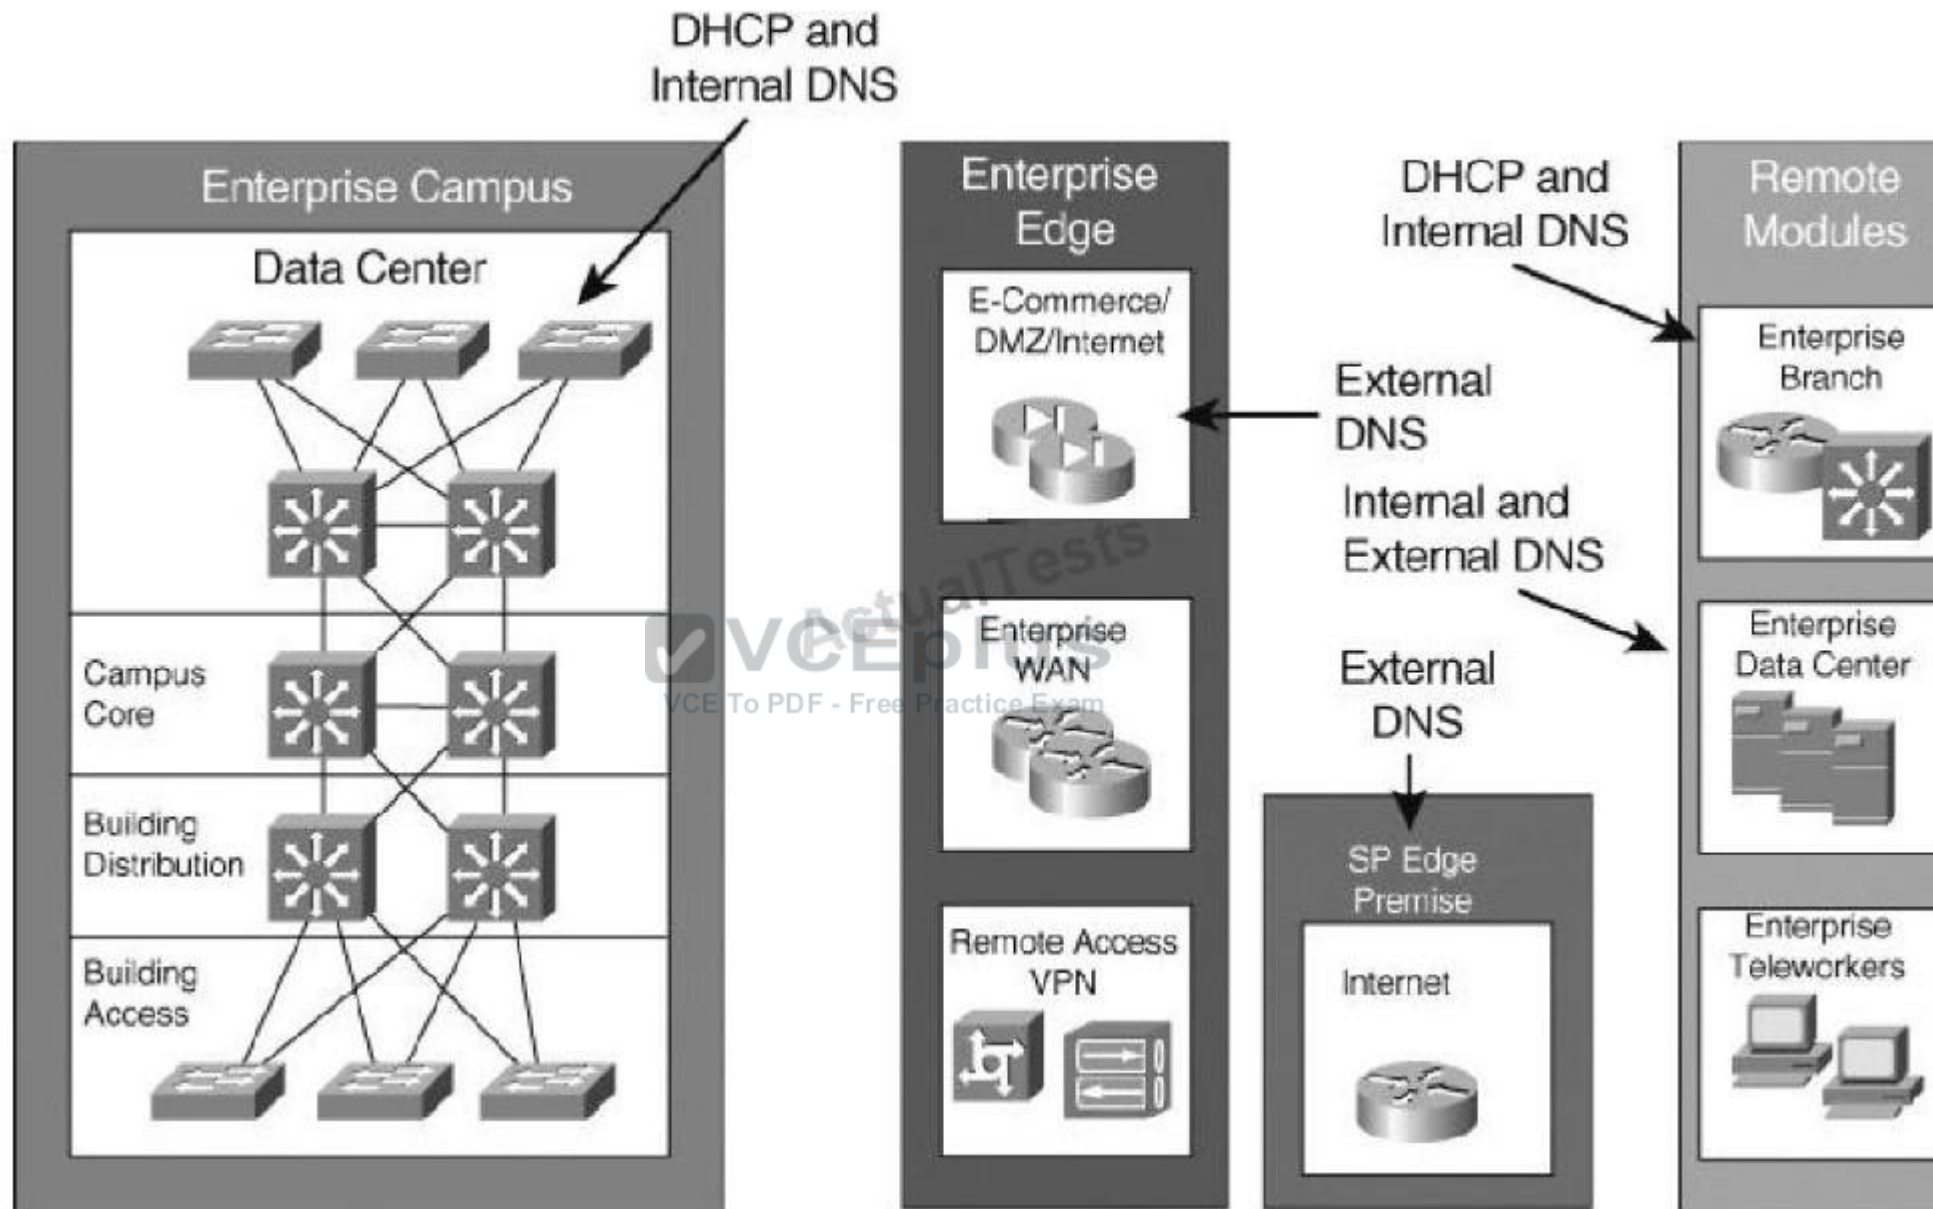 DHCP and
Internal DNS
Enterprise Campus
Data Center
Campus
Core
Building
Distribution
Building
Access
Enterprise
Edge
E-Commerce/
DMZ/Internet
Enterprise
WAN
Remote Access
VPN
External
DNS
Internal and
External DNS
External
DNS
SP Edge
Premise
Internet
DHCP and
Internal DNS
Remote
Modules
Enterprise
Branch
Enterprise
Data Center
Enterprise
Teleworkers
ActualTests
VCEplus
VCE To PDF - Free Practice Exam